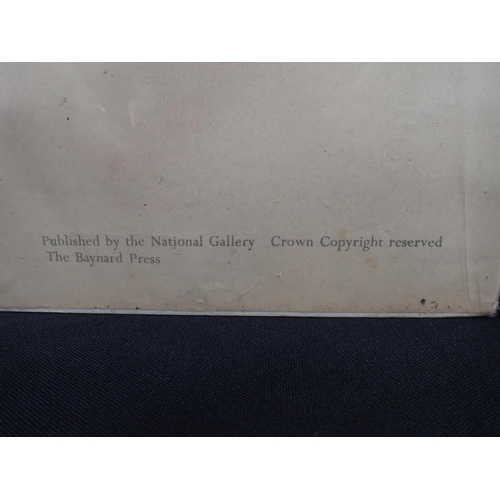 Published by the National Gallery Crown Copyright reserved
The Baynard Press